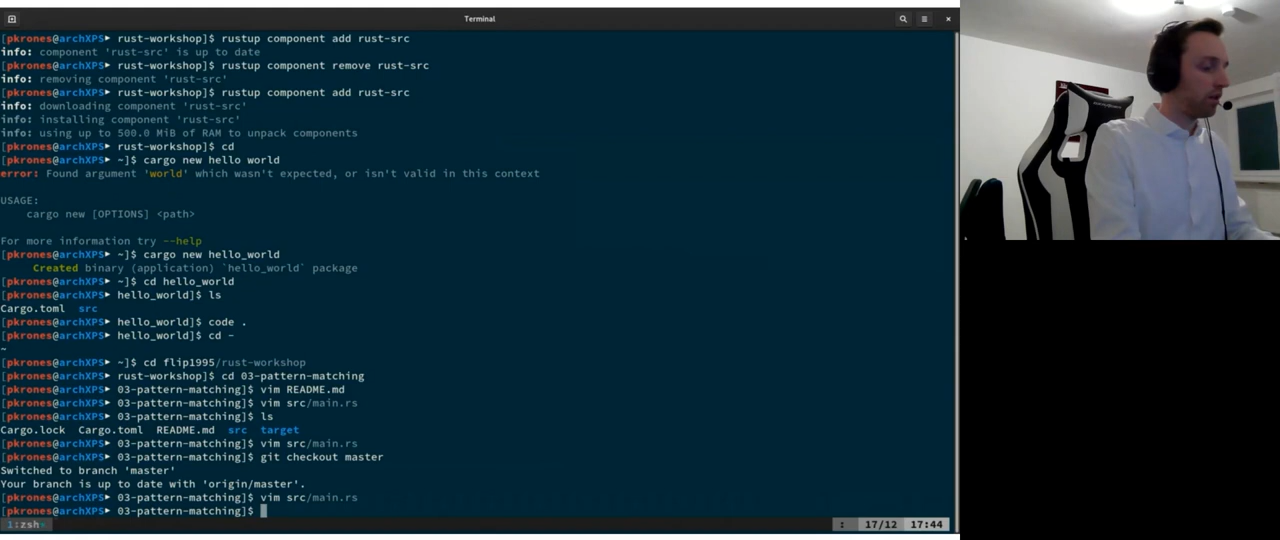 Terminal
[pkrones@archXPS▸ rust-workshop]$ rustup component add rust-src
info: component 'rust-src' is up to date
[pkrones@archXPS▸ rust-workshop]$ rustup component remove rust-src
info: removing component 'rust-src'
[pkrones@archXPS▸ rust-workshop]$ rustup component add rust-src
info: downloading component 'rust-src'
info: installing component 'rust-src'
info: using up to 500.0 MiB of RAM to unpack components
[pkrones@archXPS▸ rust-workshop]$ cd
[pkrones@archXPS▸ ~]$ cargo new hello world
error: Found argument 'world' which wasn't expected, or isn't valid in this context
USAGE:
cargo new [OPTIONS] <path>
For more information try --help
[pkrones@archXPS▸ ~]$ cargo new hello_world
Created binary (application) `hello_world` package
[pkrones@archXPS▸ ~]$ cd hello_world
[pkrones@archXPS▸ hello_world]$ ls
Cargo.toml src
[pkrones@archXPS▸ hello_world]$ code .
[pkrones@archXPS▸ hello_world]$ cd -
~
[pkrones@archXPS▸ ~]$ cd flip1995/rust-workshop
[pkrones@archXPS▸ rust-workshop]$ cd 03-pattern-matching
[pkrones@archXPS▸ 03-pattern-matching]$ vim README.md
[pkrones@archXPS▸ 03-pattern-matching]$ vim src/main.rs
[pkrones@archXPS▸ 03-pattern-matching]$ ls
Cargo.lock Cargo.toml README.md src target
[pkrones@archXPS▸ 03-pattern-matching]$ vim src/main.rs
[pkrones@archXPS▸ 03-pattern-matching]$ git checkout master
Switched to branch 'master'
Your branch is up to date with 'origin/master'.
[pkrones@archXPS▸ 03-pattern-matching]$ vim src/main.rs
[pkrones@archXPS▸ 03-pattern-matching]$
1:zsh* : 17/12 17:44